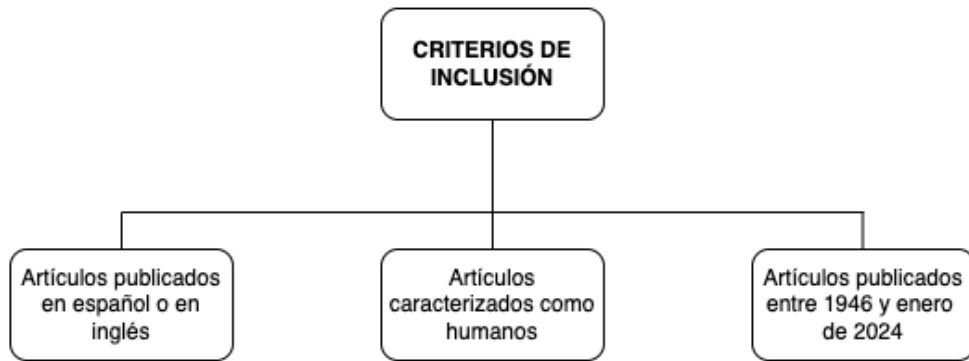 CRITERIOS DE
INCLUSIÓN
Artículos publicados
en español o en
inglés
Artículos
caracterizados como
humanos
Artículos publicados
entre 1946 y enero
de 2024